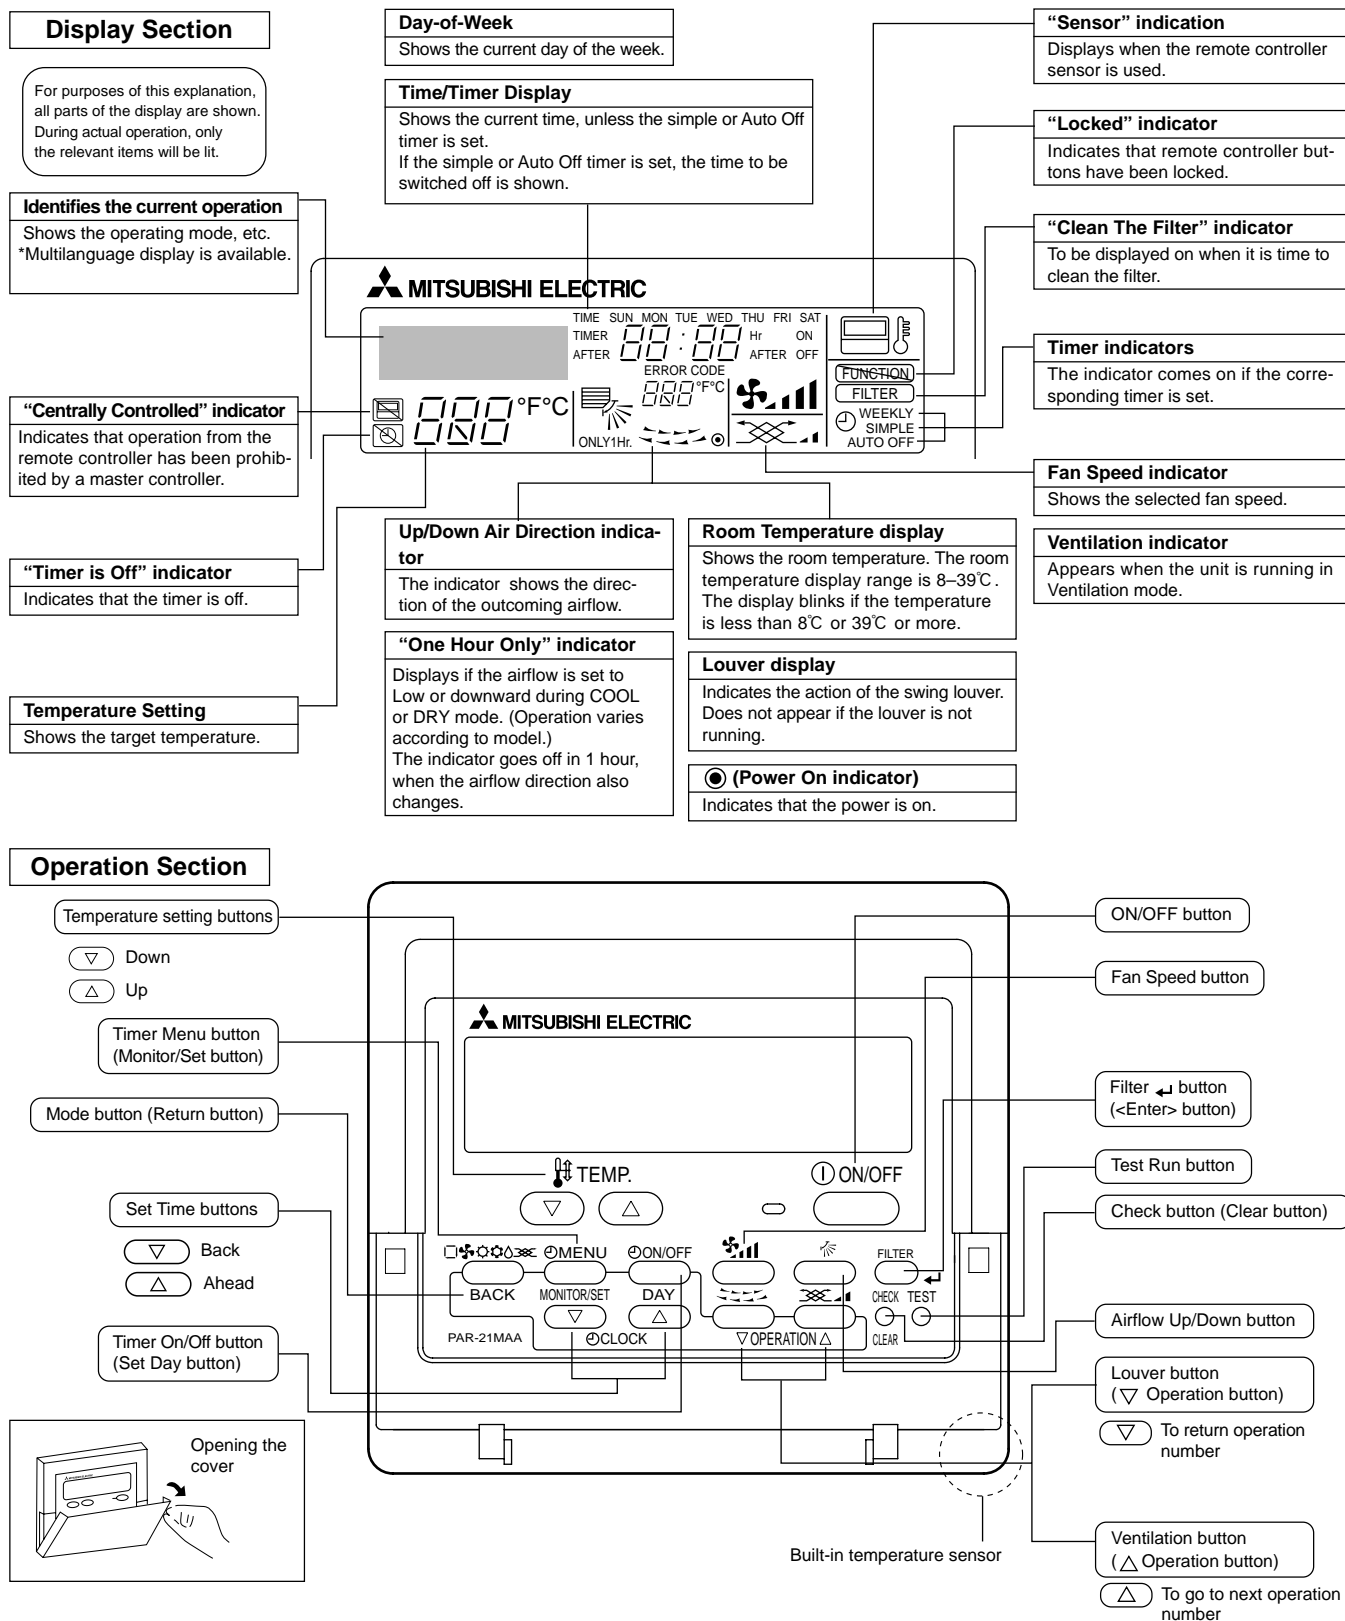 Display Section
For purposes of this explanation,
all parts of the display are shown.
During actual operation, only
the relevant items will be lit.
Identifies the current operation
Shows the operating mode, etc.
*Multilanguage display is available.
"Centrally Controlled" indicator
Indicates that operation from the
remote controller has been prohib-
ited by a master controller.
"Timer is Off" indicator
Indicates that the timer is off.
Temperature Setting
Shows the target temperature.
Day-of-Week
Shows the current day of the week.
Time/Timer Display
Shows the current time, unless the simple or Auto Off
timer is set.
If the simple or Auto Off timer is set, the time to be
switched off is shown.
MITSUBISHI ELECTRIC
TIME SUN MON TUE WED THU FRI SAT
TIMER 88:88 Hr ON
AFTER AFTER OFF
ERROR CODE
888 °F°C
888 °F°C
ONLY1Hr.
FUNCTION
FILTER
WEEKLY
SIMPLE
AUTO OFF
Up/Down Air Direction indica-
tor
The indicator shows the direc-
tion of the outcoming airflow.
"One Hour Only" indicator
Displays if the airflow is set to
Low or downward during COOL
or DRY mode. (Operation varies
according to model.)
The indicator goes off in 1 hour,
when the airflow direction also
changes.
Room Temperature display
Shows the room temperature. The room
temperature display range is 8–39℃.
The display blinks if the temperature
is less than 8℃ or 39℃ or more.
Louver display
Indicates the action of the swing louver.
Does not appear if the louver is not
running.
◉ (Power On indicator)
Indicates that the power is on.
"Sensor" indication
Displays when the remote controller
sensor is used.
"Locked" indicator
Indicates that remote controller but-
tons have been locked.
"Clean The Filter" indicator
To be displayed on when it is time to
clean the filter.
Timer indicators
The indicator comes on if the corre-
sponding timer is set.
Fan Speed indicator
Shows the selected fan speed.
Ventilation indicator
Appears when the unit is running in
Ventilation mode.
Operation Section
Temperature setting buttons
▽ Down
△ Up
Timer Menu button
(Monitor/Set button)
Mode button (Return button)
Set Time buttons
▽ Back
△ Ahead
Timer On/Off button
(Set Day button)
Opening the
cover
MITSUBISHI ELECTRIC
TEMP.
ON/OFF
▽ △
MENU ON/OFF FILTER
BACK MONITOR/SET DAY
CHECK TEST
▽ △
PAR-21MAA CLOCK ▽ OPERATION △ CLEAR
Built-in temperature sensor
ON/OFF button
Fan Speed button
Filter ↵ button
(<Enter> button)
Test Run button
Check button (Clear button)
Airflow Up/Down button
Louver button
(▽ Operation button)
▽ To return operation
number
Ventilation button
(△ Operation button)
△ To go to next operation
number